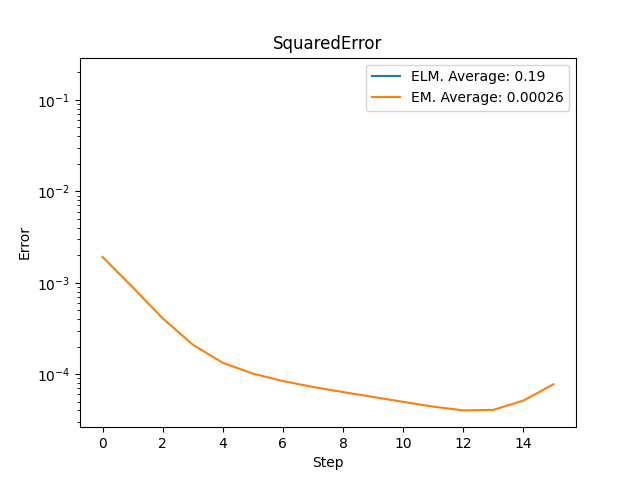 SquaredError
ELM. Average: 0.19
EM. Average: 0.00026
10⁻¹
10⁻²
10⁻³
10⁻⁴
Error
0 2 4 6 8 10 12 14
Step